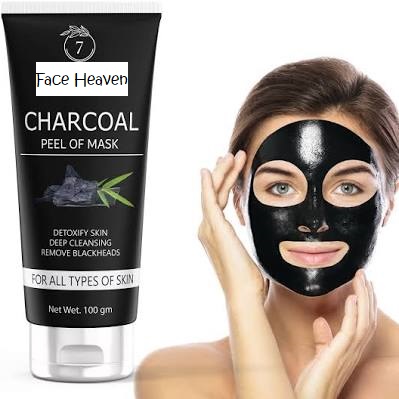 7
Face Heaven
CHARCOAL
PEEL OF MASK
DETOXIFY SKIN
DEEP CLEANSING
REMOVE BLACKHEADS
FOR ALL TYPES OF SKIN
Net Wet. 100 gm